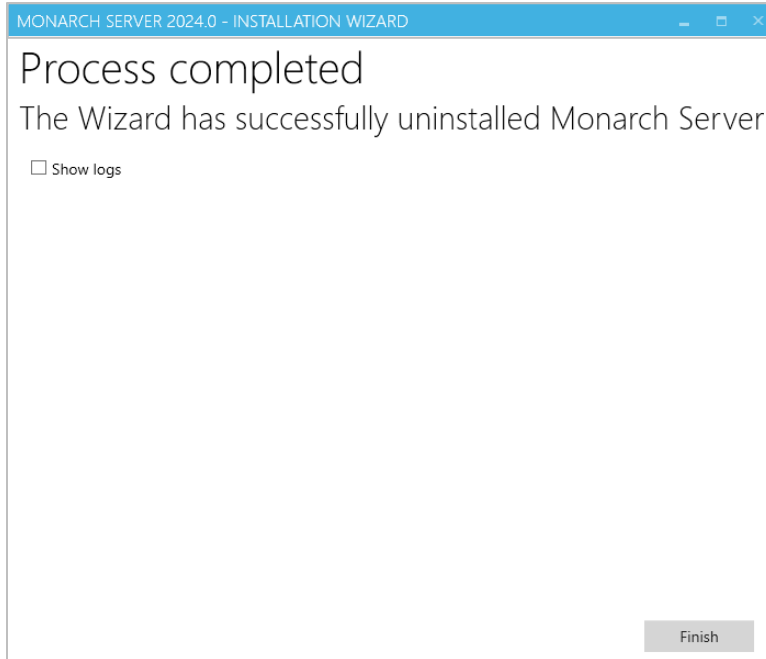 MONARCH SERVER 2024.0 - INSTALLATION WIZARD
Process completed
The Wizard has successfully uninstalled Monarch Server
Show logs
Finish